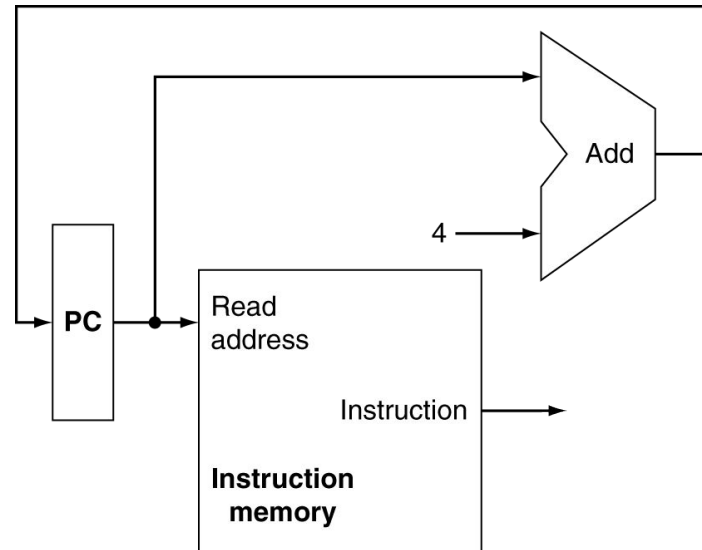 Add
4
PC
Read
address
Instruction
Instruction
memory